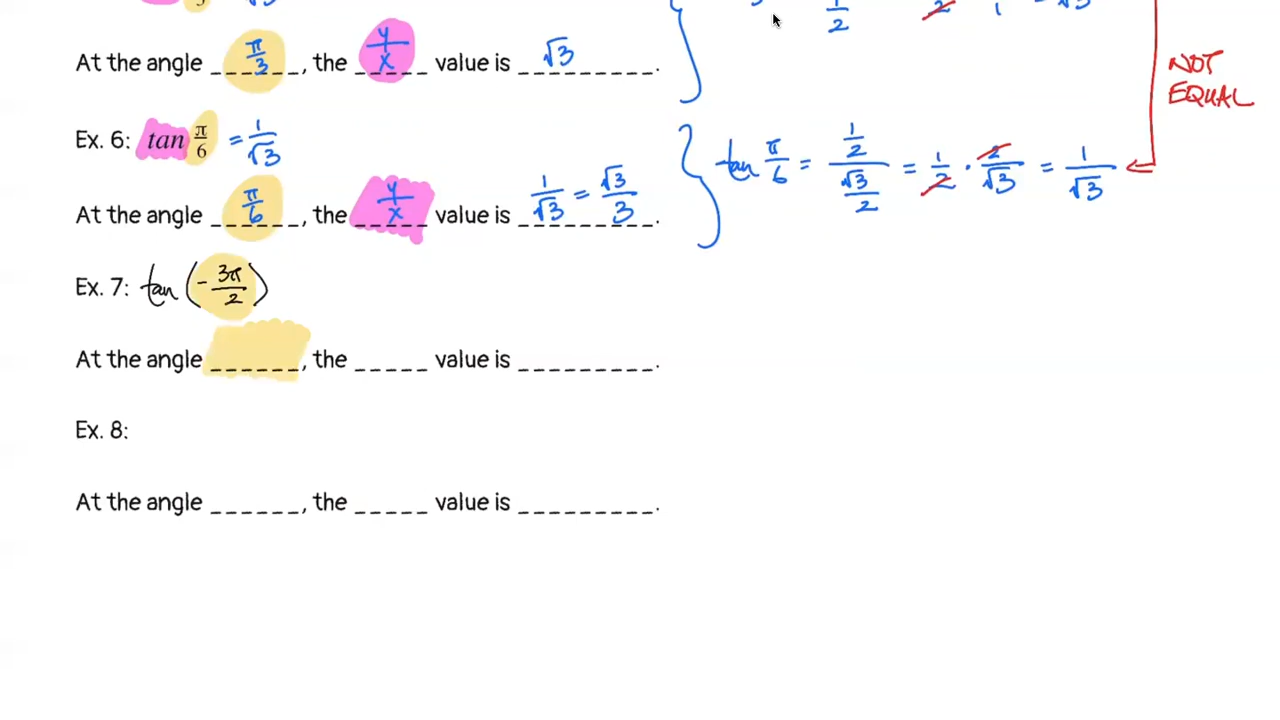 At the angle π/3, the y/x value is √3.
NOT EQUAL
Ex. 6: tan π/6 = 1/√3
tan π/6 = (1/2)/(√3/2) = 1/2 · 2/√3 = 1/√3
At the angle π/6, the y/x value is 1/√3 = √3/3.
Ex. 7: tan (-3π/2)
At the angle ______, the _____ value is _________.
Ex. 8:
At the angle ______, the _____ value is _________.